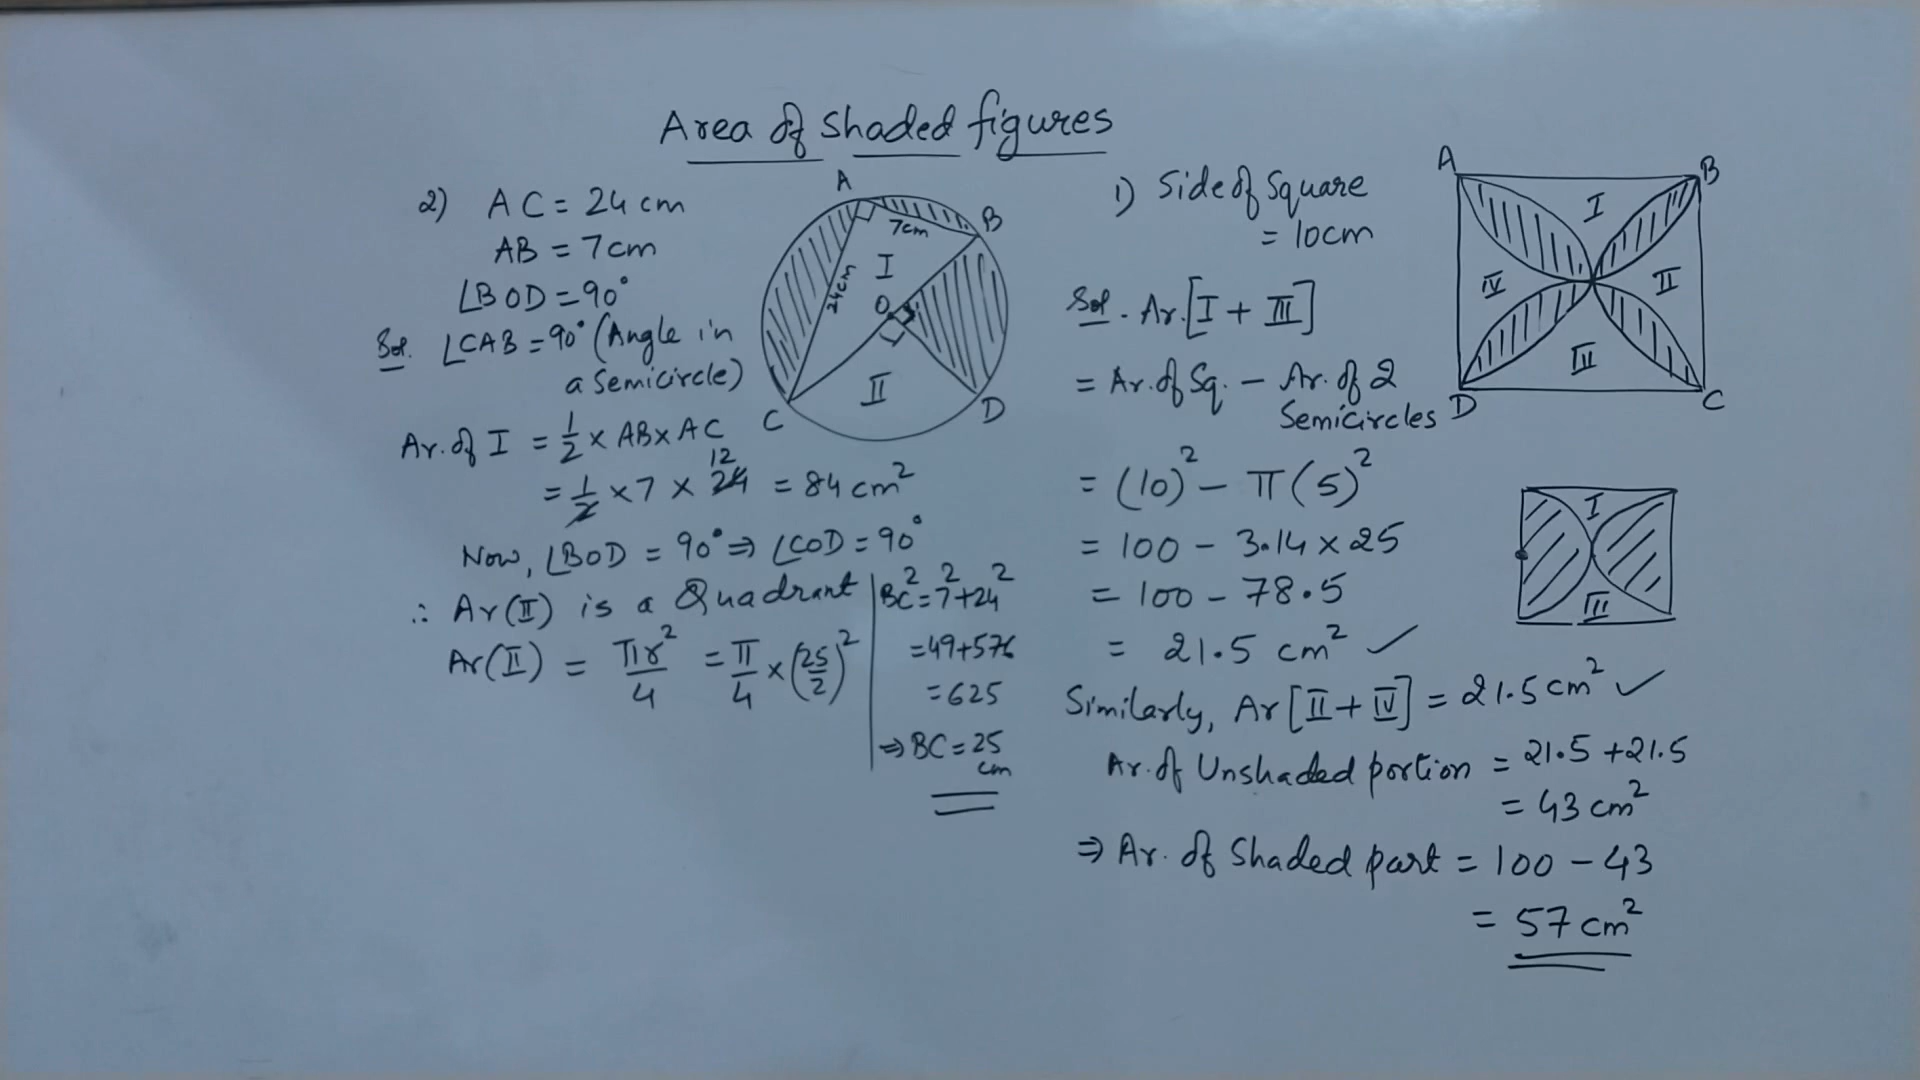 Area of shaded figures
2) AC = 24 cm
AB = 7cm
∠BOD = 90°
Sol. ∠CAB = 90° (Angle in
a Semicircle)
Ar. of I = 1/2 × AB × AC
12
= 1/2 × 7 × 24 = 84 cm²
Now, ∠BOD = 90° ⇒ ∠COD = 90°
∴ Ar(II) is a Quadrant
Ar(II) = πr²/4 = π/4 × (25/2)²
BC² = 7² + 24²
= 49 + 576
= 625
⇒ BC = 25
cm
A
B
7cm
I
24cm
O
II
C
D
1) Side of Square
= 10cm
Sol. Ar. [I + III]
= Ar. of Sq. – Ar. of 2
Semicircles
= (10)² – π(5)²
= 100 – 3.14 × 25
= 100 – 78.5
= 21.5 cm² ✓
Similarly, Ar [II + IV] = 21.5 cm² ✓
Ar. of Unshaded portion = 21.5 + 21.5
= 43 cm²
⇒ Ar. of Shaded part = 100 – 43
= 57 cm²
A
B
I
IV
II
III
D
C
I
III